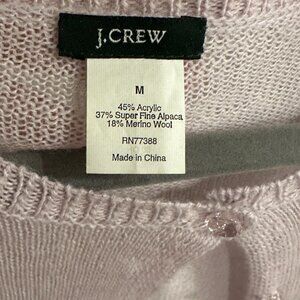 J.CREW
M
45% Acrylic
37% Super Fine Alpaca
18% Merino Wool
RN77388
Made in China